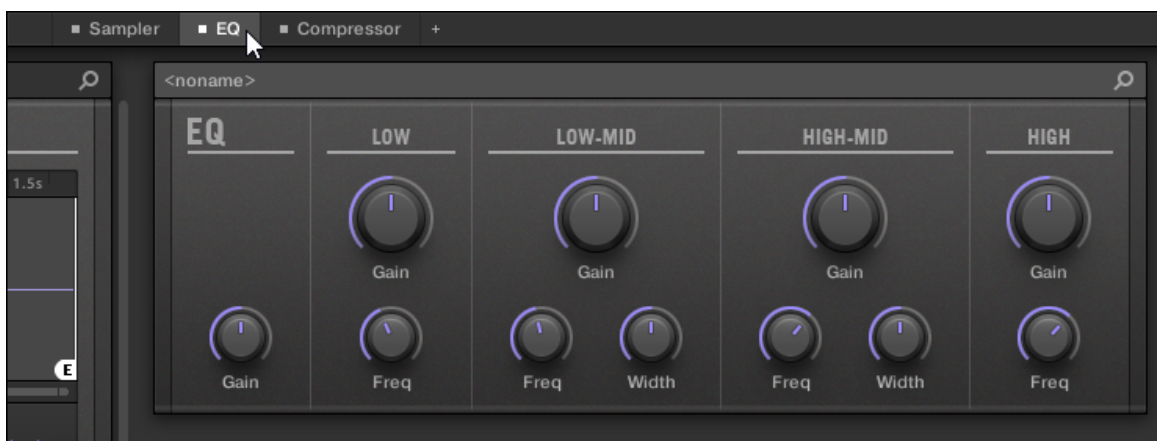 Sampler EQ Compressor +
<noname>
EQ LOW LOW-MID HIGH-MID HIGH
1.5s
Gain Gain Gain Gain
E
Gain Freq Freq Width Freq Width Freq